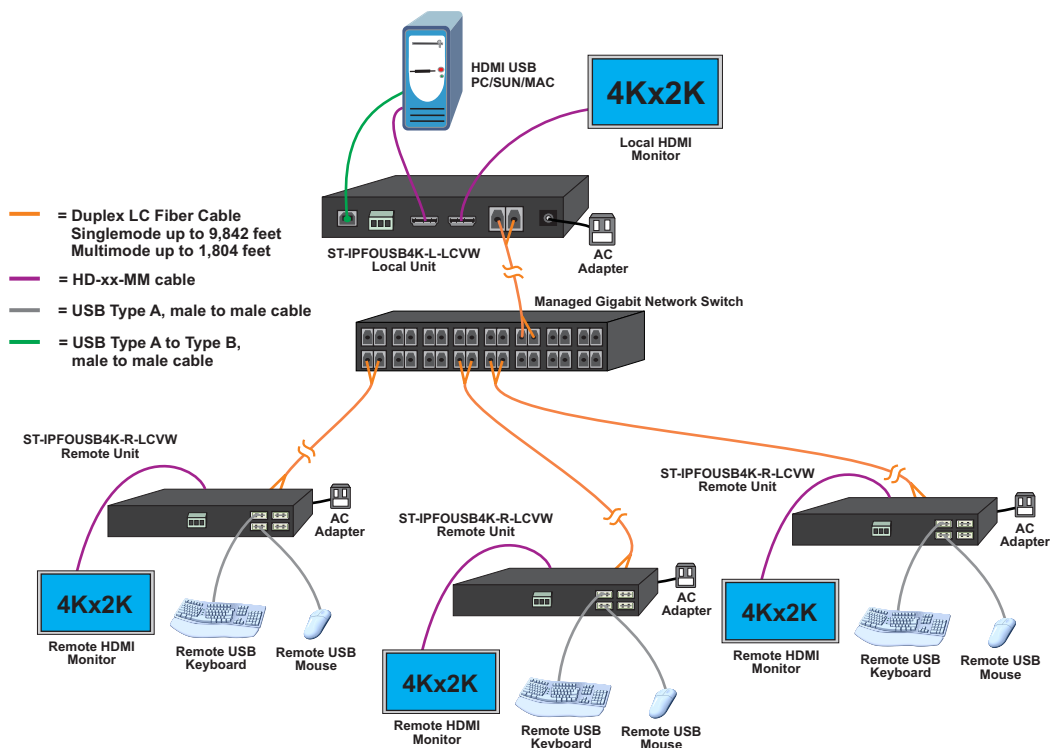 HDMI USB
PC/SUN/MAC
4Kx2K
Local HDMI
Monitor
= Duplex LC Fiber Cable
Singlemode up to 9,842 feet
Multimode up to 1,804 feet
= HD-xx-MM cable
= USB Type A, male to male cable
= USB Type A to Type B,
male to male cable
ST-IPFOUSB4K-L-LCVW
Local Unit
AC
Adapter
Managed Gigabit Network Switch
ST-IPFOUSB4K-R-LCVW
Remote Unit
AC
Adapter
4Kx2K
Remote HDMI
Monitor
Remote USB
Keyboard
Remote USB
Mouse
ST-IPFOUSB4K-R-LCVW
Remote Unit
AC
Adapter
4Kx2K
Remote HDMI
Monitor
Remote USB
Keyboard
Remote USB
Mouse
ST-IPFOUSB4K-R-LCVW
Remote Unit
AC
Adapter
4Kx2K
Remote HDMI
Monitor
Remote USB
Keyboard
Remote USB
Mouse